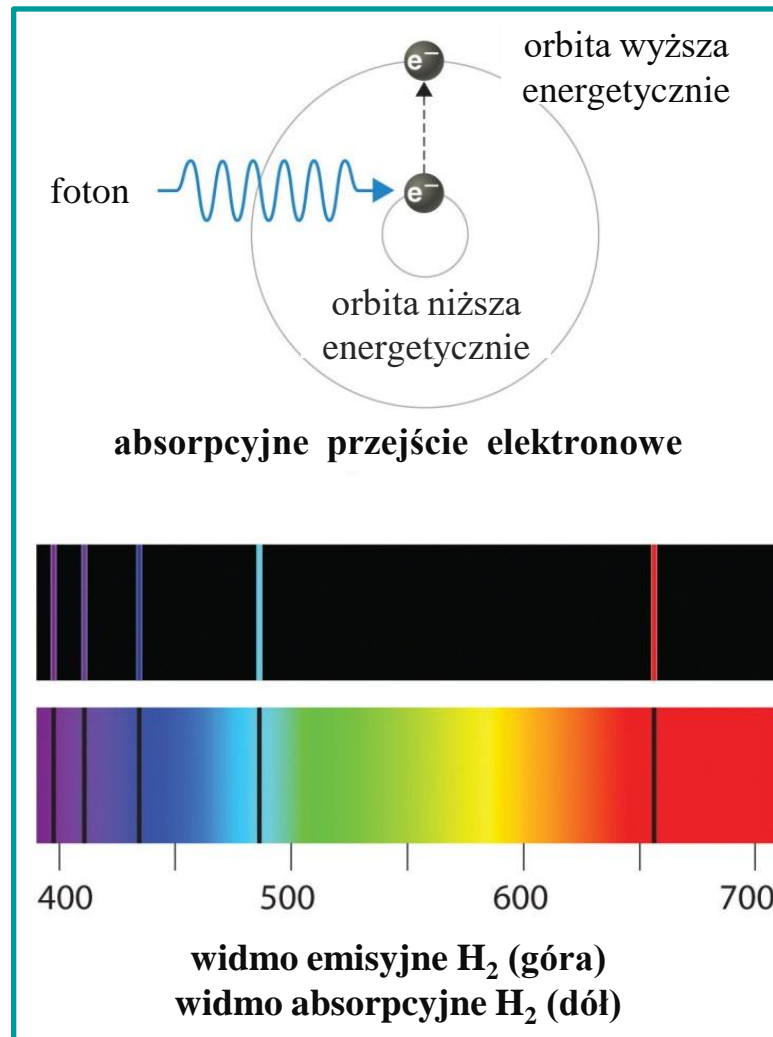 orbita wyższa
energetycznie
e⁻
foton
e⁻
orbita niższa
energetycznie
absorpcyjne przejście elektronowe
400 500 600 700
widmo emisyjne H₂ (góra)
widmo absorpcyjne H₂ (dół)